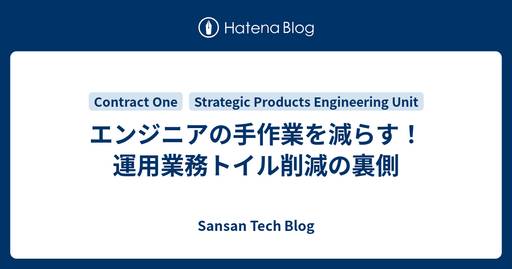 Hatena Blog
Contract One Strategic Products Engineering Unit
エンジニアの手作業を減らす！
運用業務トイル削減の裏側
Sansan Tech Blog